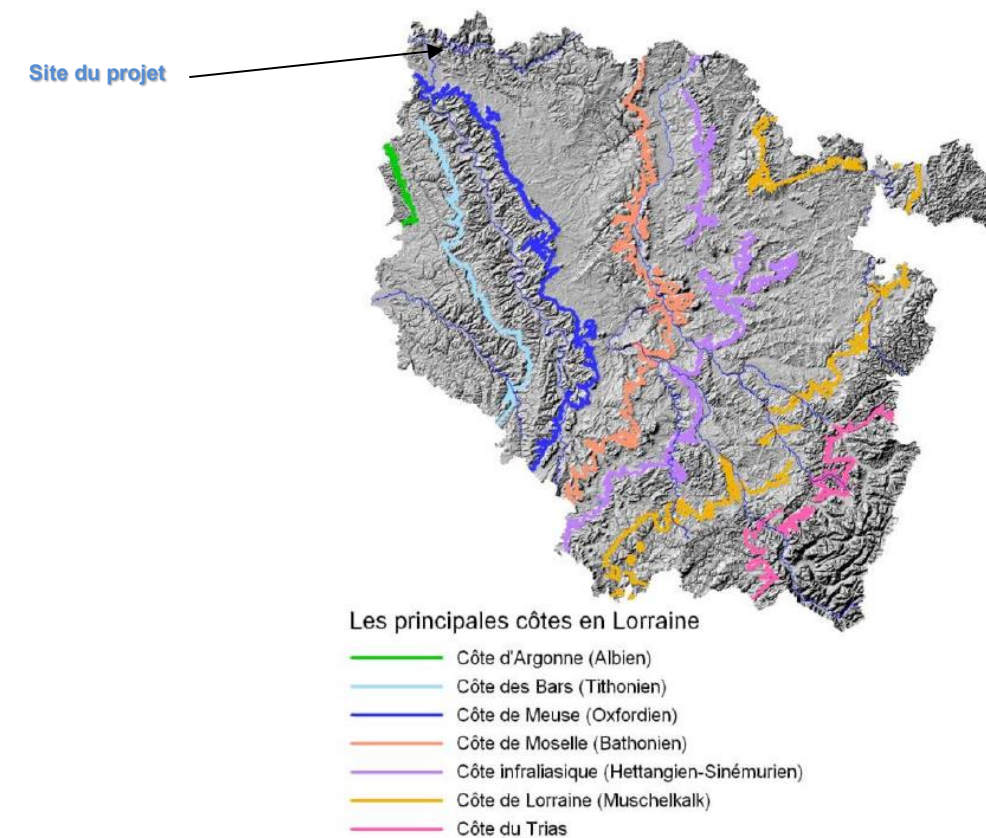 Site du projet
Les principales côtes en Lorraine
Côte d'Argonne (Albien)
Côte des Bars (Tithonien)
Côte de Meuse (Oxfordien)
Côte de Moselle (Bathonien)
Côte infraliasique (Hettangien-Sinémurien)
Côte de Lorraine (Muschelkalk)
Côte du Trias